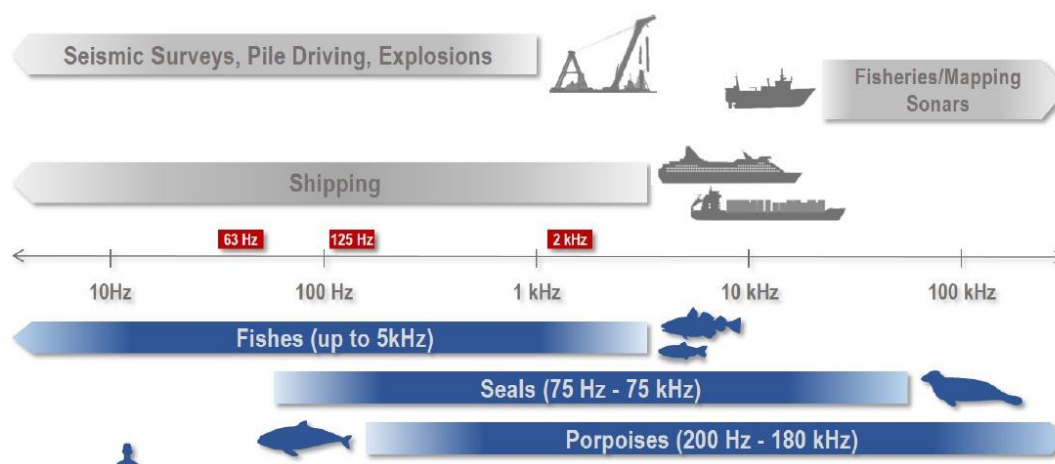 Seismic Surveys, Pile Driving, Explosions
Fisheries/Mapping
Sonars
Shipping
63 Hz
125 Hz
2 kHz
10Hz
100 Hz
1 kHz
10 kHz
100 kHz
Fishes (up to 5kHz)
Seals (75 Hz - 75 kHz)
Porpoises (200 Hz - 180 kHz)